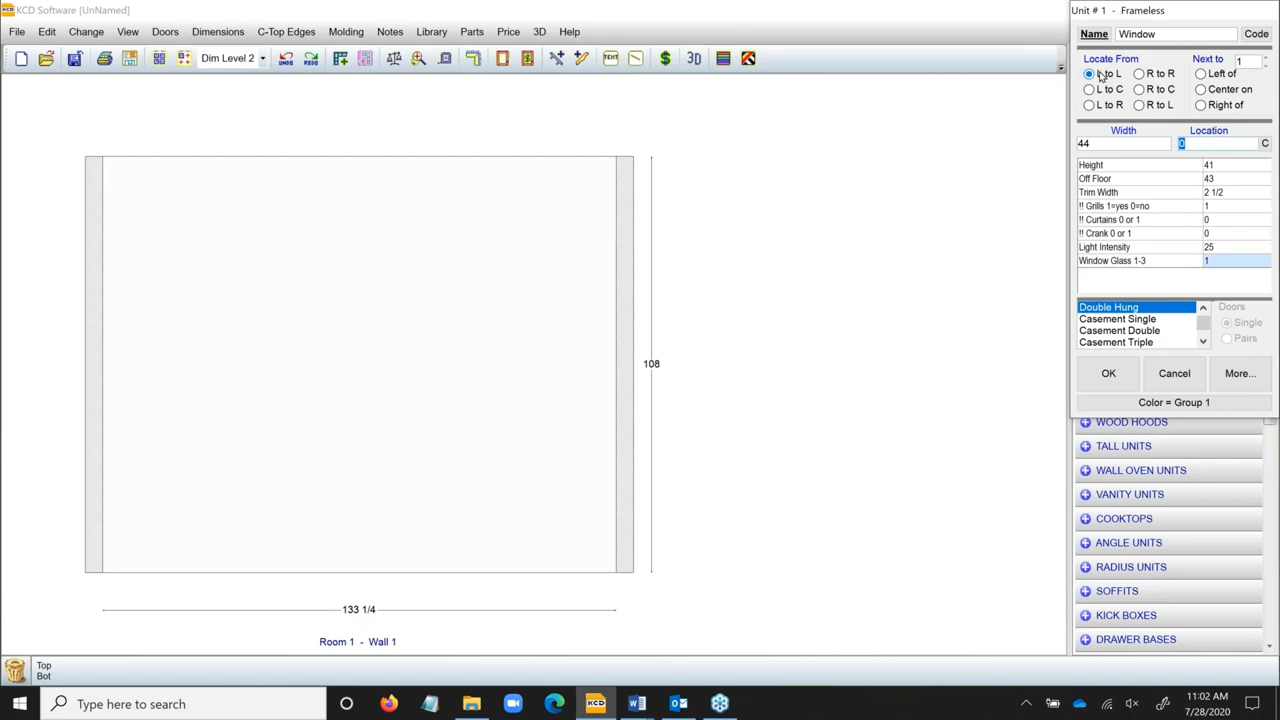 KCD Software [UnNamed]
File Edit Change View Doors Dimensions C-Top Edges Molding Notes Library Parts Price 3D Help
Dim Level 2
UNDO REDO TEXT $ 3D
108
133 1/4
Room 1 - Wall 1
Unit # 1 - Frameless
Name Window Code
Locate From Next to 1
L to L R to R Left of
L to C R to C Center on
L to R R to L Right of
Width Location
44 0 C
Height 41
Off Floor 43
Trim Width 2 1/2
!! Grills 1=yes 0=no 1
!! Curtains 0 or 1 0
!! Crank 0 or 1 0
Light Intensity 25
Window Glass 1-3 1
Double Hung Doors
Casement Single Single
Casement Double Pairs
Casement Triple
OK Cancel More...
Color = Group 1
WOOD HOODS
TALL UNITS
WALL OVEN UNITS
VANITY UNITS
COOKTOPS
ANGLE UNITS
RADIUS UNITS
SOFFITS
KICK BOXES
DRAWER BASES
Top
Bot
Type here to search
KCD
11:02 AM
7/28/2020